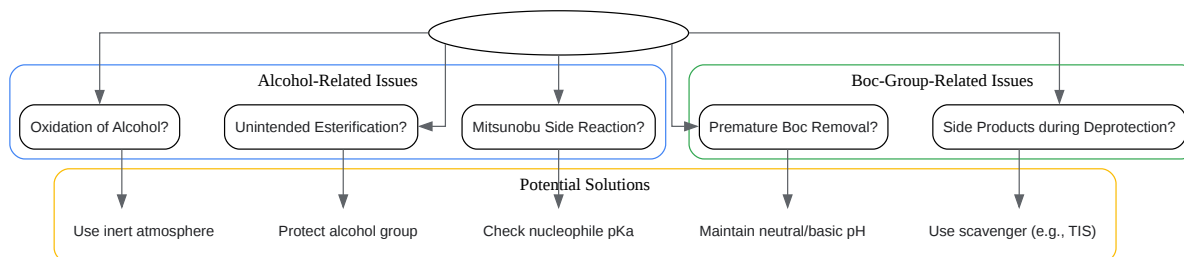 Alcohol-Related Issues
Boc-Group-Related Issues
Oxidation of Alcohol?
Unintended Esterification?
Mitsunobu Side Reaction?
Premature Boc Removal?
Side Products during Deprotection?
Potential Solutions
Use inert atmosphere
Protect alcohol group
Check nucleophile pKa
Maintain neutral/basic pH
Use scavenger (e.g., TIS)